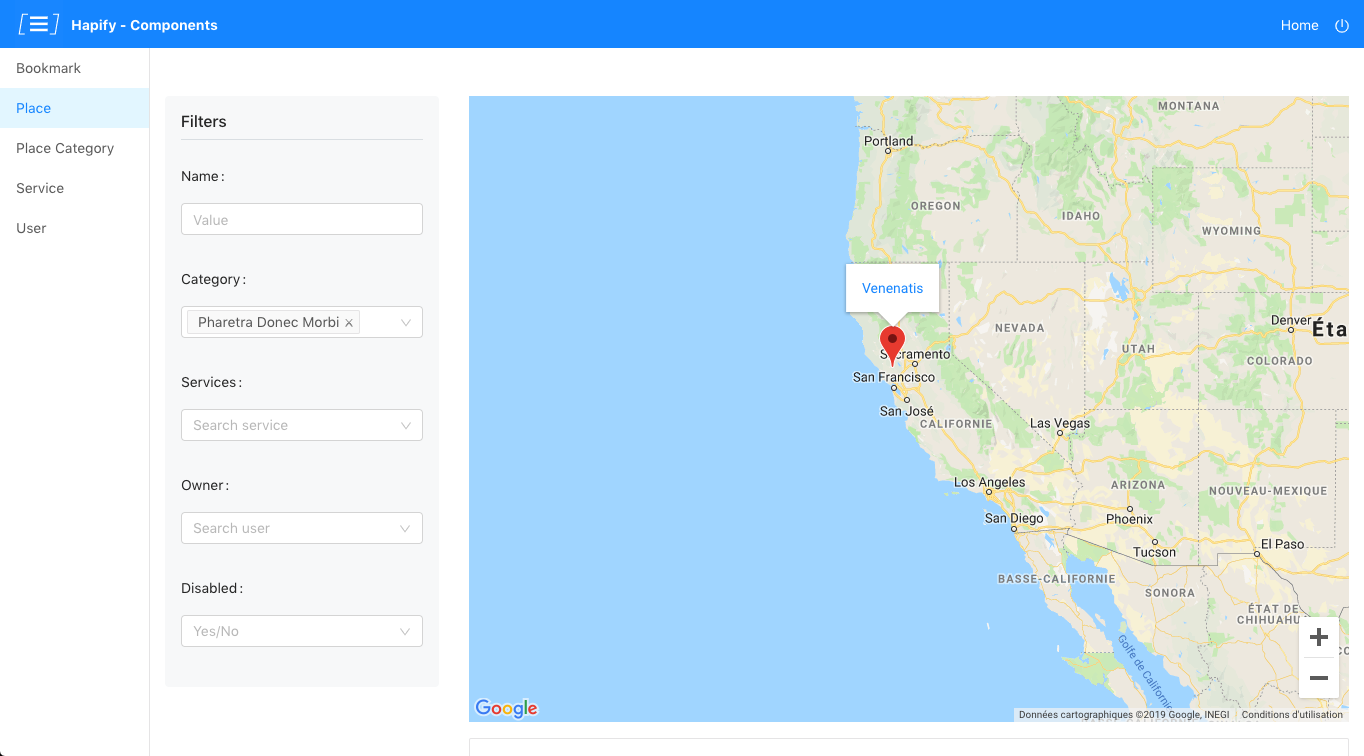 Hapify - Components
Home
Bookmark
Place
Place Category
Service
User
Filters
Name :
Value
Category :
Pharetra Donec Morbi ×
Services :
Search service
Owner :
Search user
Disabled :
Yes/No
MONTANA
Portland
OREGON
IDAHO
WYOMING
Venenatis
NEVADA
Denver
Éta
Sacramento
UTAH
COLORADO
San Francisco
San José
CALIFORNIE
Las Vegas
Los Angeles
ARIZONA
NOUVEAU-MEXIQUE
San Diego
Phoenix
Tucson
El Paso
BASSE-CALIFORNIE
SONORA
ÉTAT DE
CHIHUAHU
Golfe de Californie
Google
Données cartographiques ©2019 Google, INEGI
Conditions d'utilisation